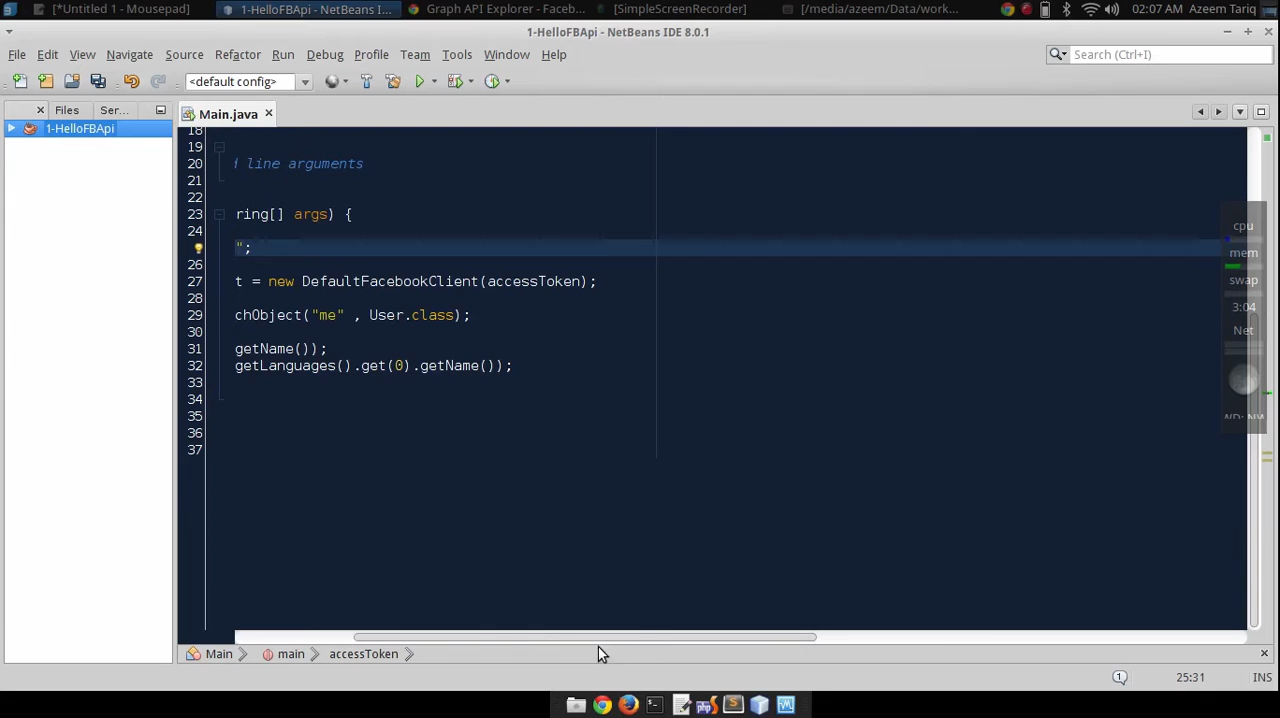 [*Untitled 1 - Mousepad]
1-HelloFBApi - NetBeans I...
Graph API Explorer - Faceb...
[SimpleScreenRecorder]
[/media/azeem/Data/work...
02:07 AM Azeem Tariq
1-HelloFBApi - NetBeans IDE 8.0.1
File Edit View Navigate Source Refactor Run Debug Profile Team Tools Window Help
Search (Ctrl+I)
<default config>
Files Ser...
Main.java
1-HelloFBApi
18
19
20 line arguments
21
22
23 ring[] args) {
24
";
26
27 t = new DefaultFacebookClient(accessToken);
28
29 chObject("me" , User.class);
30
31 getName());
32 getLanguages().get(0).getName());
33
34
35
36
37
cpu
mem
swap
3:04
Net
Main main accessToken
1
25:31 INS